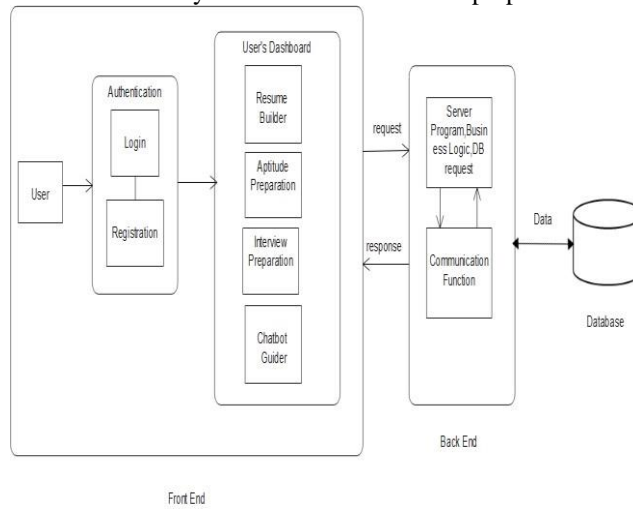 User's Dashboard
Authentication
Resume
Builder
Login
Aptitude
Preparation
User
Registration
Interview
Preparation
Chatbot
Guider
request
response
Server
Program,Busin
ess Logic,DB
request
Communication
Function
Data
Database
Back End
Front End